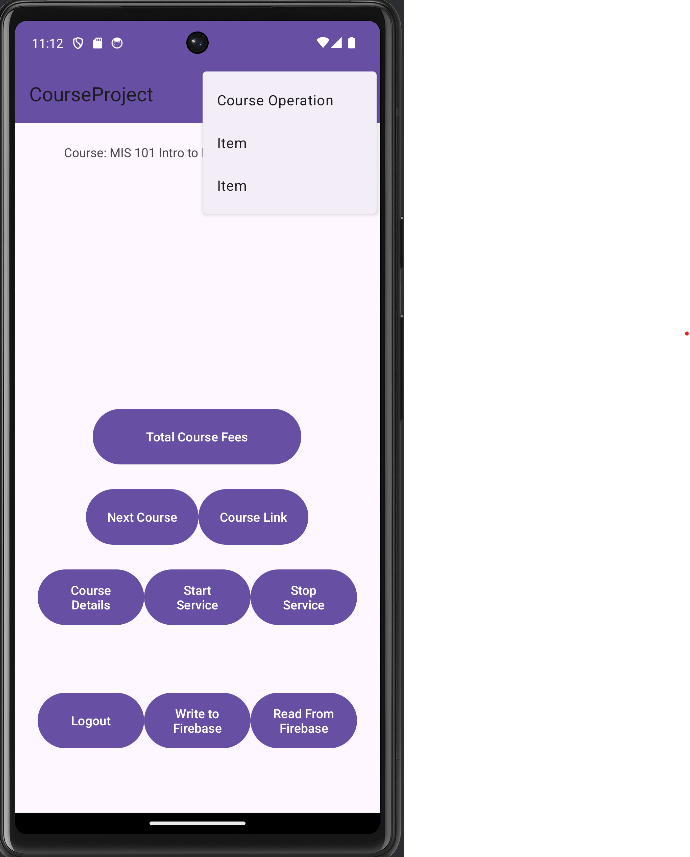 11:12
CourseProject
Course Operation
Item
Item
Course: MIS 101 Intro to
Total Course Fees
Next Course
Course Link
Course
Details
Start
Service
Stop
Service
Logout
Write to
Firebase
Read From
Firebase